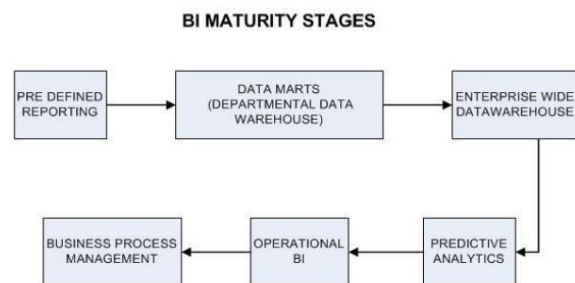 BI MATURITY STAGES
PRE DEFINED
REPORTING
DATA MARTS
(DEPARTMENTAL DATA
WAREHOUSE)
ENTERPRISE WIDE
DATAWAREHOUSE
PREDICTIVE
ANALYTICS
OPERATIONAL
BI
BUSINESS PROCESS
MANAGEMENT